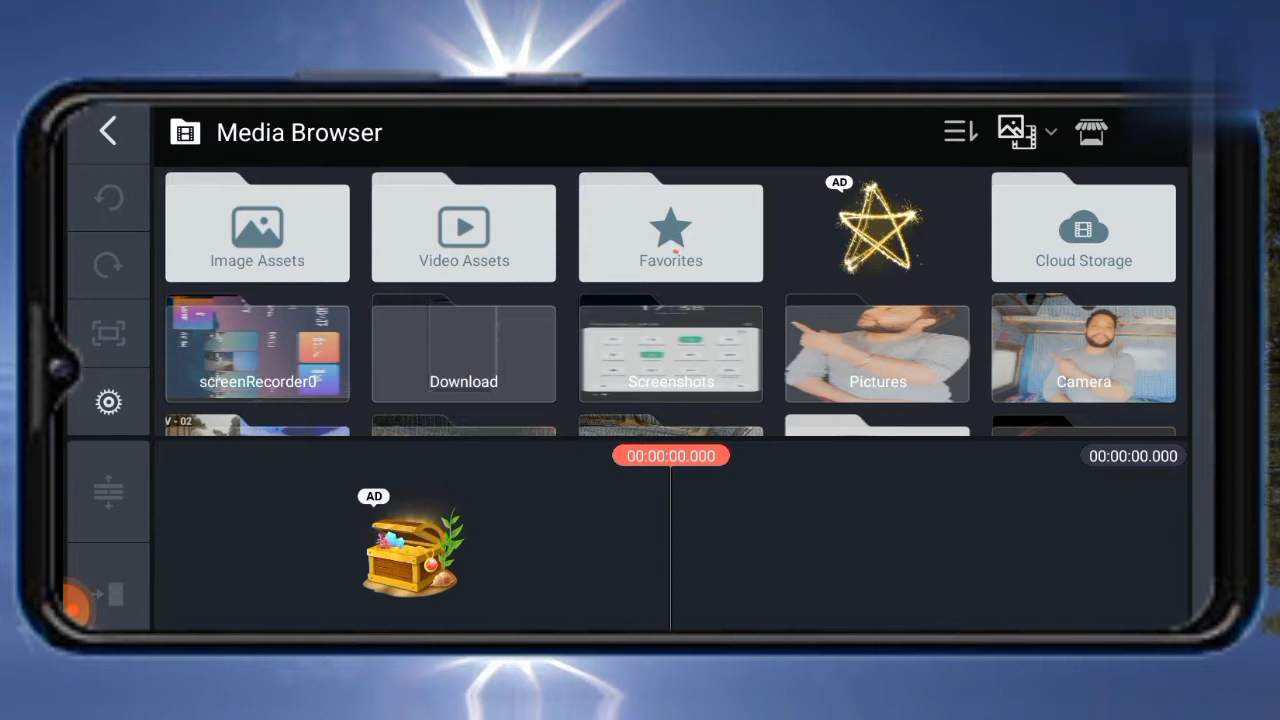 Media Browser
AD
Image Assets
Video Assets
Favorites
Cloud Storage
screenRecorder0
Download
Screenshots
Pictures
Camera
V - 02
00:00:00.000
00:00:00.000
AD